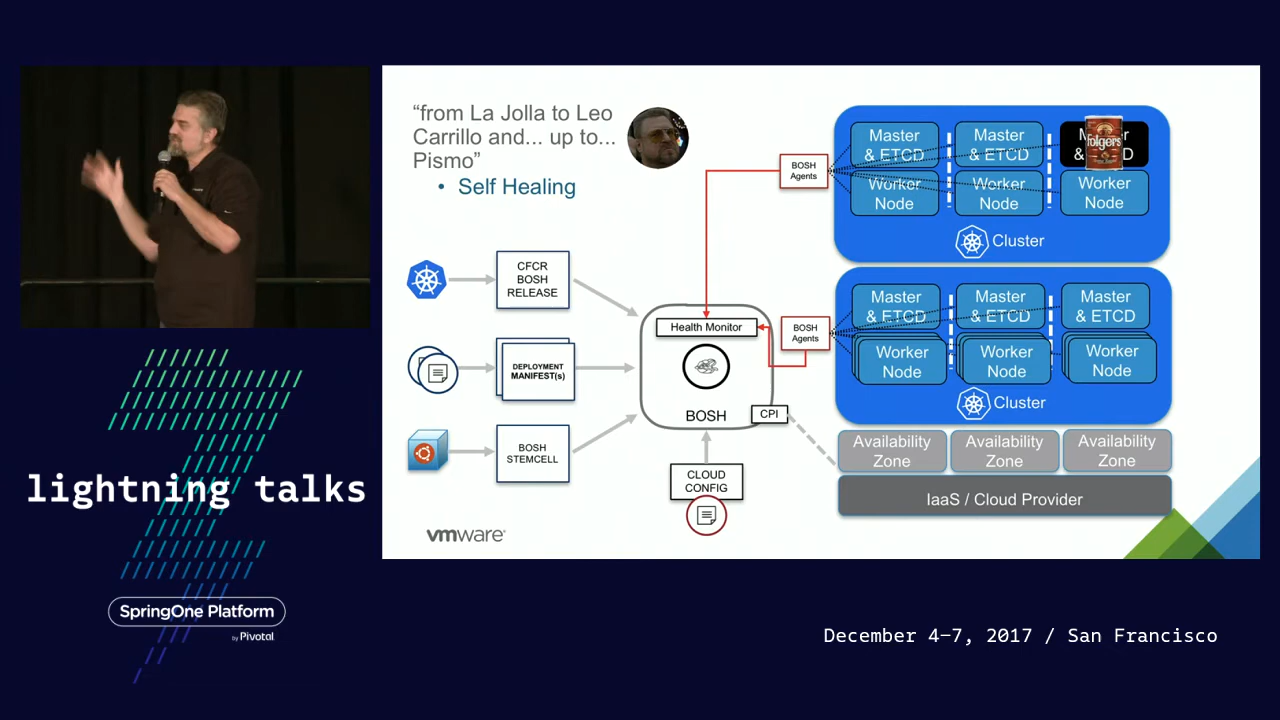 “from La Jolla to Leo
Carrillo and... up to...
Pismo”
• Self Healing
CFCR
BOSH
RELEASE
DEPLOYMENT
MANIFEST(s)
BOSH
STEMCELL
Health Monitor
BOSH
CPI
CLOUD
CONFIG
BOSH
Agents
BOSH
Agents
Master
& ETCD
Master
& ETCD
Folgers
Worker
Node
Worker
Node
Worker
Node
Cluster
Master
& ETCD
Master
& ETCD
Master
& ETCD
Worker
Node
Worker
Node
Worker
Node
Cluster
Availability
Zone
Availability
Zone
Availability
Zone
IaaS / Cloud Provider
vmware
lightning talks
SpringOne Platform
by Pivotal
December 4–7, 2017 / San Francisco